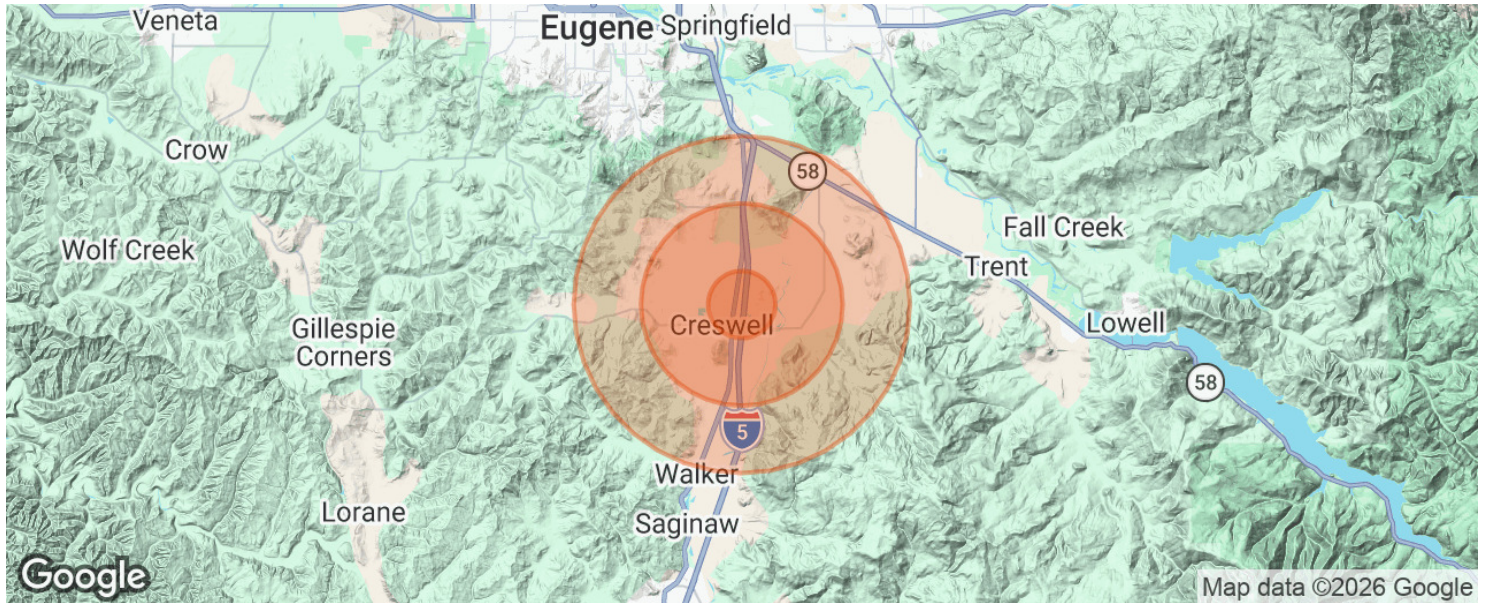 Veneta
Eugene
Springfield
Crow
58
Wolf Creek
Fall Creek
Trent
Gillespie
Corners
Creswell
Lowell
58
5
Walker
Lorane
Saginaw
Google
Map data ©2026 Google